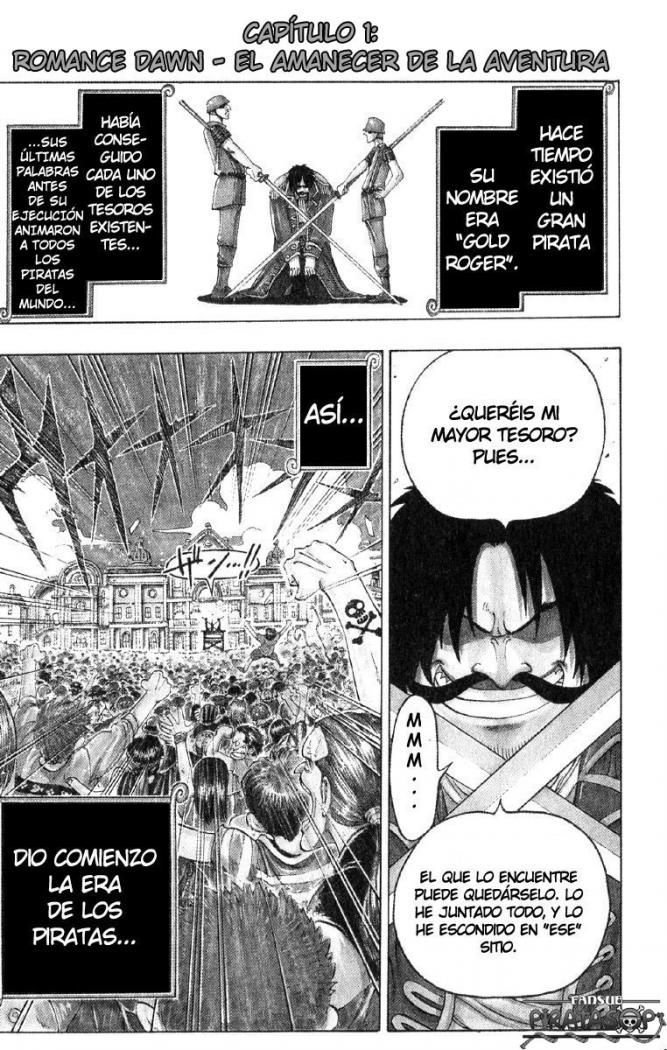 CAPÍTULO 1:
ROMANCE DAWN - EL AMANECER DE LA AVENTURA
HACE
TIEMPO
EXISTIÓ
UN
GRAN
PIRATA
SU
NOMBRE
ERA
"GOLD
ROGER".
HABÍA
CONSE-
GUIDO
CADA UNO
DE LOS
TESOROS
EXISTEN-
TES...
...SUS
ÚLTIMAS
PALABRAS
ANTES
DE SU
EJECUCIÓN
ANIMARON
A TODOS
LOS
PIRATAS
DEL
MUNDO...
¿QUERÉIS MI
MAYOR TESORO?
PUES...
M
M
M
.
.
.
EL QUE LO ENCUENTRE
PUEDE QUEDÁRSELO. LO
HE JUNTADO TODO, Y LO
HE ESCONDIDO EN "ESE"
SITIO.
ASÍ...
DIO COMIENZO
LA ERA
DE LOS
PIRATAS...
FANSUB